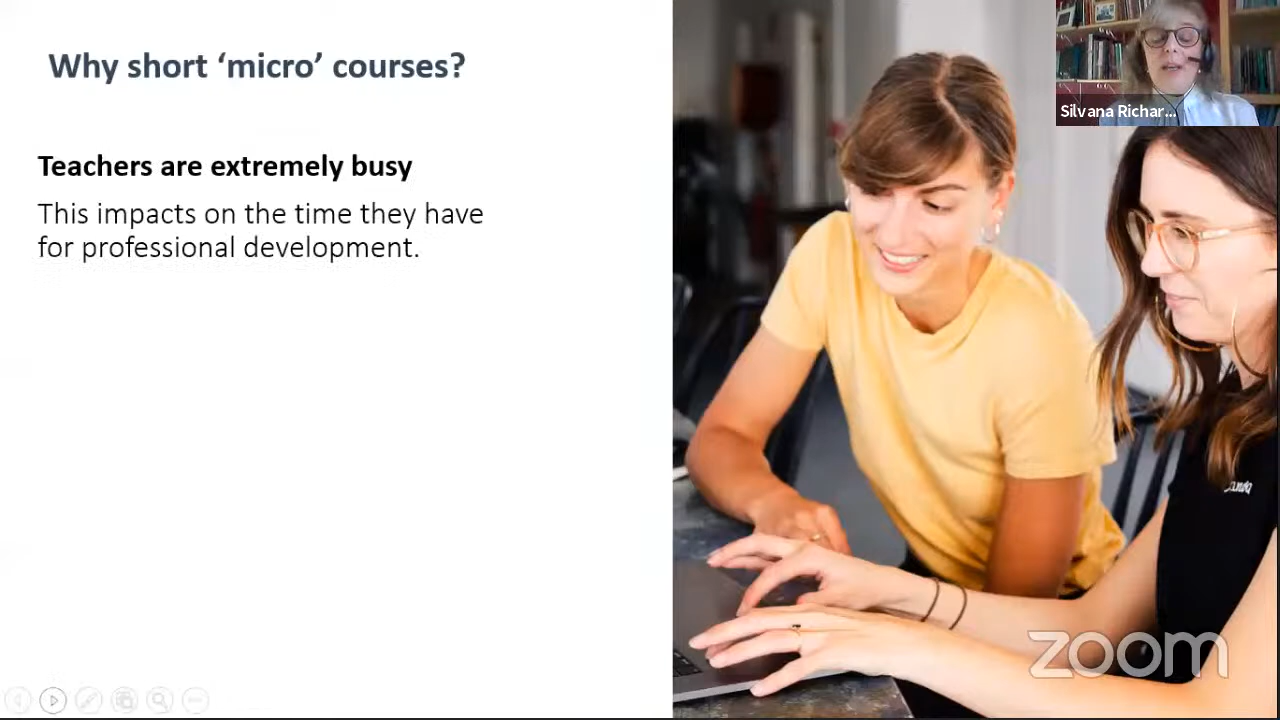 Why short ‘micro’ courses?
Silvana Richar...
Teachers are extremely busy
This impacts on the time they have
for professional development.
zoom